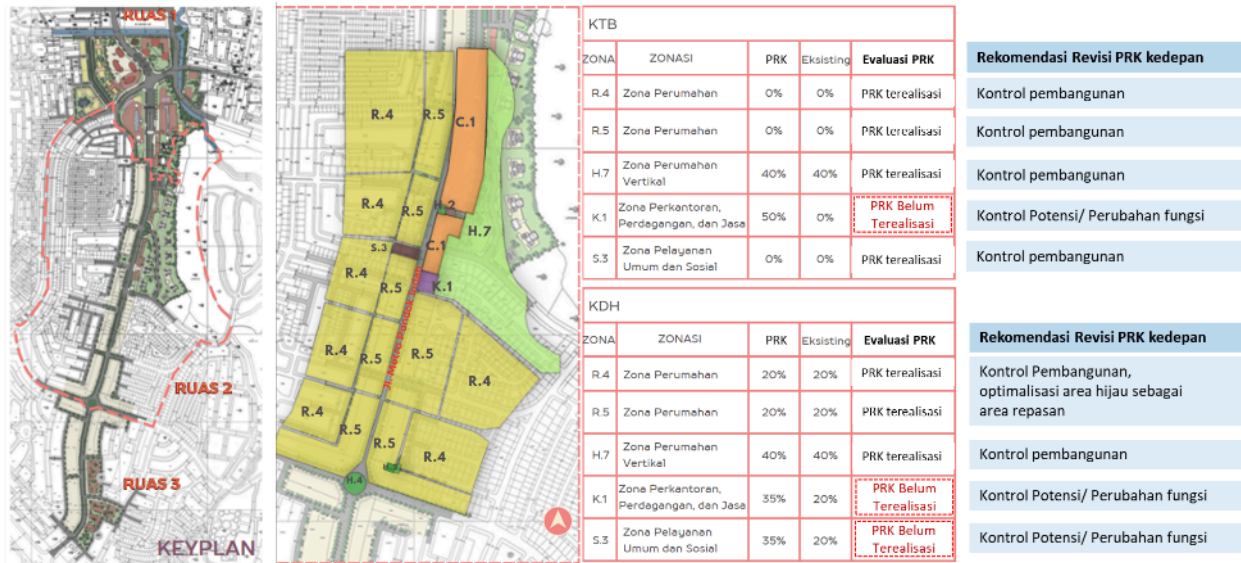 RUAS 1
RUAS 2
RUAS 3
KEYPLAN
R.4
R.5
C.1
R.4
R.5
H.2
H.7
S.3
C.1
R.4
R.5
K.1
Jl. Metro Pondok Indah
R.4
R.5
R.5
R.4
R.4
R.5
R.5
R.4
H.4
KTB
ZONA ZONASI PRK Eksisting Evaluasi PRK
R.4 Zona Perumahan 0% 0% PRK terealisasi
R.5 Zona Perumahan 0% 0% PRK terealisasi
H.7 Zona Perumahan
Vertikal 40% 40% PRK terealisasi
K.1 Zona Perkantoran,
Perdagangan, dan Jasa 50% 0% PRK Belum
Terealisasi
S.3 Zona Pelayanan
Umum dan Sosial 0% 0% PRK terealisasi
Rekomendasi Revisi PRK kedepan
Kontrol pembangunan
Kontrol pembangunan
Kontrol pembangunan
Kontrol Potensi/ Perubahan fungsi
Kontrol pembangunan
KDH
ZONA ZONASI PRK Eksisting Evaluasi PRK
R.4 Zona Perumahan 20% 20% PRK terealisasi
R.5 Zona Perumahan 20% 20% PRK terealisasi
H.7 Zona Perumahan
Vertikal 40% 40% PRK terealisasi
K.1 Zona Perkantoran,
Perdagangan, dan Jasa 35% 20% PRK Belum
Terealisasi
S.3 Zona Pelayanan
Umum dan Sosial 35% 20% PRK Belum
Terealisasi
Rekomendasi Revisi PRK kedepan
Kontrol Pembangunan,
optimalisasi area hijau sebagai
area repasan
Kontrol pembangunan
Kontrol Potensi/ Perubahan fungsi
Kontrol Potensi/ Perubahan fungsi